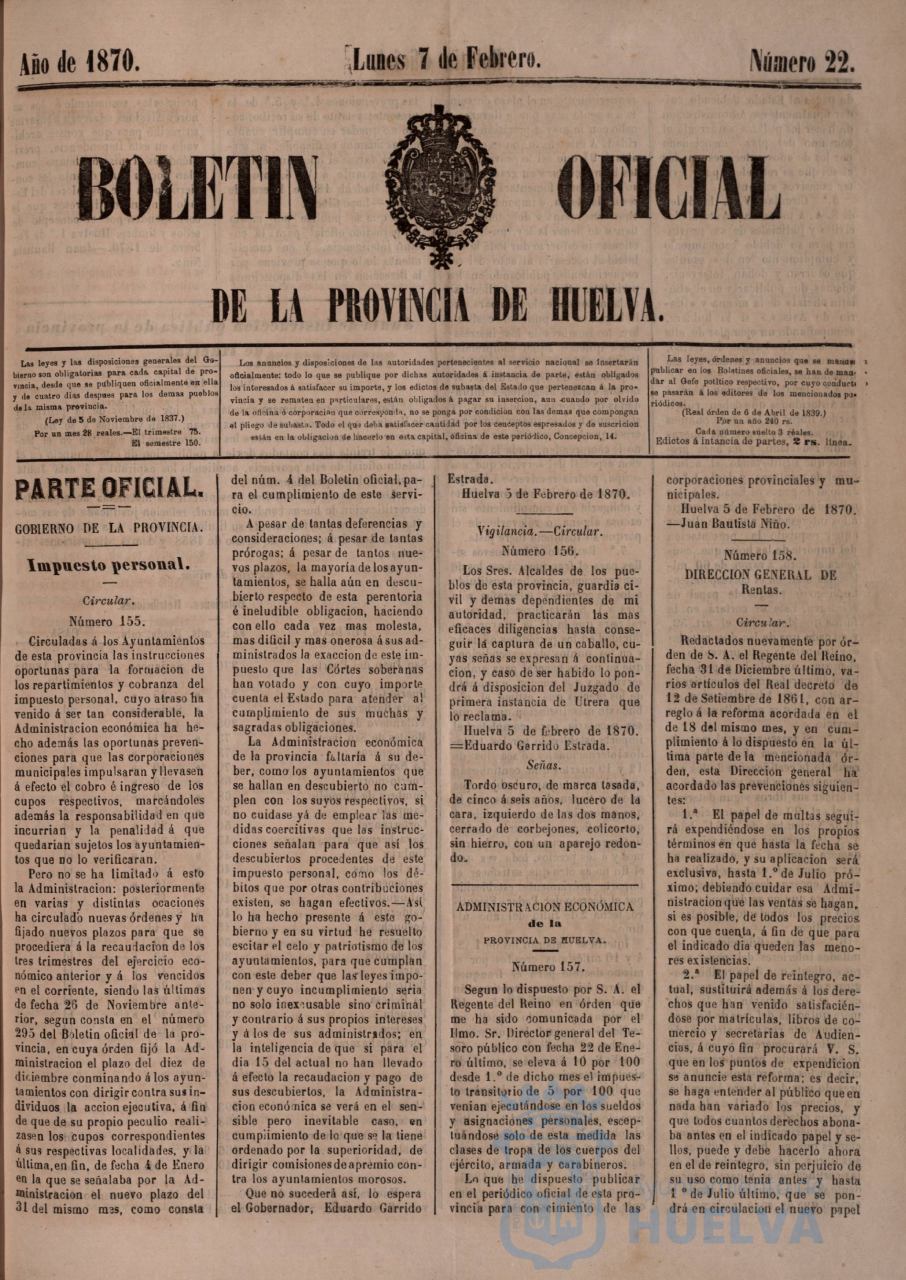 Año de 1870.
Lunes 7 de Febrero.
Número 22.
BOLETIN OFICIAL
DE LA PROVINCIA DE HUELVA.
Las leyes y las disposiciones generales del Go-
bierno son obligatorias para cada capital de pro-
vincia, desde que se publiquen oficialmente en ella
y de cuatro dias despues para los demas pueblos
de la misma provincia.
(Ley de 5 de Noviembre de 1837.)
Por un mes 28 reales.—El trimestre 75.
El semestre 150.
Los anuncios y disposiciones de las autoridades pertenecientes al servicio nacional se insertarán
oficialmente: todo lo que se publique por dichas autoridades á instancia de parte, están obligados
los interesados á satisfacer su importe, y los edictos de subasta del Estado que pertenezcan á la pro-
vincia y se rematen en particulares, están obligados á pagar su insercion, aun cuando por olvido
de la oficina ó corporacion que corresponda, no se ponga por condicion con las demas que compongan
el pliego de subasto. Todo el que deba satisfacer cantidad por los conceptos espresados y de suscricion
están en la obligacion de hacerlo en esta capital, oficina de este periódico, Concepcion, 14.
Las leyes, órdenes y anuncios que se manden
publicar en los Boletines oficiales, se han de man-
dar al Gefe político respectivo, por cuyo conducto
se pasarán á los editores de los mencionados pe-
riódicos.
(Real órden de 6 de Abril de 1839.)
Por un año 240 rs.
Cada número suelto 3 reales.
Edictos á intancia de partes, 2 rs. linea.
PARTE OFICIAL.
GOBIERNO DE LA PROVINCIA.
Impuesto personal.
Circular.
Número 155.
Circuladas á los Ayuntamientos
de esta provincia las instrucciones
oportunas para la formacion de
los repartimientos y cobranza del
impuesto personal, cuyo atraso ha
venido á ser tan considerable, la
Administracion económica ha he-
cho además las oportunas preven-
ciones para que las corporaciones
municipales impulsaran y llevasen
á efecto el cobro é ingreso de los
cupos respectivos, marcándoles
además la responsabilidad en que
incurrian y la penalidad á que
quedarian sujetos los ayuntamien-
tos que no lo verificaran.
Pero no se ha limitado á esto
la Administracion: posteriormente
en varias y distintas ocaciones
ha circulado nuevas órdenes y ha
fijado nuevos plazos para que se
procediera á la recaudacion de los
tres trimestres del ejercicio eco-
nómico anterior y á los vencidos
en el corriente, siendo las últimas
de fecha 26 de Noviembre ante-
rior, segun consta en el número
295 del Boletin oficial de la pro-
vincia, en cuya órden fijó la Ad-
ministracion el plazo del diez de
diciembre conminando á los ayun-
tamientos con dirigir contra sus in-
dividuos la accion ejecutiva, á fin
de que de su propio peculio reali-
zasen los cupos correspondientes
á sus respectivas localidades, y la
última, en fin, de fecha 4 de Enero
en la que se señalaba por la Ad-
ministracion el nuevo plazo del
31 del mismo mes, como consta
del núm. 4 del Boletin oficial, pa-
ra el cumplimiento de este servi-
cio.
A pesar de tantas deferencias y
consideraciones; á pesar de tantas
prórogas; á pesar de tantos nue-
vos plazos, la mayoría de los ayun-
tamientos, se halla aún en descu-
bierto respecto de esta perentoria
é ineludible obligacion, haciendo
con ello cada vez mas molesta,
mas dificil y mas onerosa á sus ad-
ministrados la exaccion de este im-
puesto que las Córtes soberanas
han votado y con cuyo importe
cuenta el Estado para atender al
cumplimiento de sus muchas y
sagradas obligaciones.
La Administracion económica
de la provincia faltaria á su de-
ber, como los ayuntamientos que
se hallan en descubierto no cum-
plen con los suyos respectivos, si
no cuidase yá de emplear las me-
didas coercitivas que las instruc-
ciones señalan para que así los
descubiertos procedentes de este
impuesto personal, como los dé-
bitos que por otras contribuciones
existen, se hagan efectivos.—Así
lo ha hecho presente á este go-
bierno y en su virtud he resuelto
escitar el celo y patriotismo de los
ayuntamientos, para que cumplan
con este deber que las leyes impo-
nen y cuyo incumplimiento seria
no solo inexcusable sino criminal
y contrario á sus propios intereses
y á los de sus administrados; en
la inteligencia de que si para el
dia 15 del actual no han llevado
á efecto la recaudacion y pago de
sus descubiertos, la Administra-
cion económica se verá en el sen-
sible pero inevitable caso, en
cumplimiento de lo que se la tiene
ordenado por la superioridad, de
dirigir comisiones de apremio con-
tra los ayuntamientos morosos.
Que no sucederá así, lo espera
el Gobernador, Eduardo Garrido
Estrada.
Huelva 5 de Febrero de 1870.
Vigilancia.—Circular.
Número 156.
Los Sres. Alcaldes de los pue-
blos de esta provincia, guardia ci-
vil y demas dependientes de mi
autoridad, practicarán las mas
eficaces diligencias hasta conse-
guir la captura de un caballo, cu-
yas señas se expresan á continua-
cion, y caso de ser habido lo pon-
drá á disposicion del Juzgado de
primera instancia de Utrera que
lo reclama.
Huelva 5 de febrero de 1870.
=Eduardo Garrido Estrada.
Señas.
Tordo oscuro, de marca tasada,
de cinco á seis años, lucero de la
cara, izquierdo de las dos manos,
cerrado de corbejones, colicorto,
sin hierro, con un aparejo redon-
do.
ADMINISTRACION ECONÓMICA
de la
PROVINCIA DE HUELVA.
Número 157.
Segun lo dispuesto por S. A. el
Regente del Reino en órden que
me ha sido comunicada por el
Ilmo. Sr. Director general del Te-
soro público con fecha 22 de Ene-
ro último, se eleva á 10 por 100
desde 1.º de dicho mes el impues-
to transitorio de 5 por 100 que
venian ejecutándose en los sueldos
y asignaciones personales, escep-
tuándose solo de esta medida las
clases de tropa de los cuerpos del
ejército, armada y carabineros.
Lo que he dispuesto publicar
en el periódico oficial de esta pro-
vincia para con cimiento de las
corporaciones provinciales y mu-
nicipales.
Huelva 5 de Febrero de 1870.
—Juan Bautista Niño.
Número 158.
DIRECCION GENERAL DE
Rentas.
Circular.
Redactados nuevamente por ór-
den de S. A. el Regente del Reino,
fecha 31 de Diciembre último, va-
rios artículos del Real decreto de
12 de Setiembre de 1861, con ar-
reglo á la reforma acordada en el
de 18 del mismo mes, y en cum-
plimiento á lo dispuesto en la úl-
tima parte de la mencionada ór-
den, esta Direccion general ha
acordado las prevenciones siguien-
tes:
1.ª El papel de multas segui-
rá expendiéndose en los propios
términos en que hasta la fecha se
ha realizado, y su aplicacion será
exclusiva, hasta 1.º de Julio pró-
ximo; debiendo cuidar esa Admi-
nistracion que las ventas se hagan,
si es posible, de todos los precios
con que cuenta, á fin de que para
el indicado dia queden las meno-
res existencias.
2.ª El papel de reintegro, ac-
tual, sustituirá además á los dere-
chos que han venido satisfacién-
dose por matrículas, libros de co-
mercio y secretarias de Audien-
cias, á cuyo fin procurará V. S.
que en los puntos de expendicion
se anuncie esta reforma; es decir,
se haga entender al público que en
nada han variado los precios, y
que todos cuantos derechos abona-
ba antes en el indicado papel y se-
llos, puede y debe hacerlo ahora
en el de reintegro, sin perjuicio de
su uso como tenia antes y hasta
1º de Julio último, que se pon-
drá en circulacion el nuevo papel
HUELVA